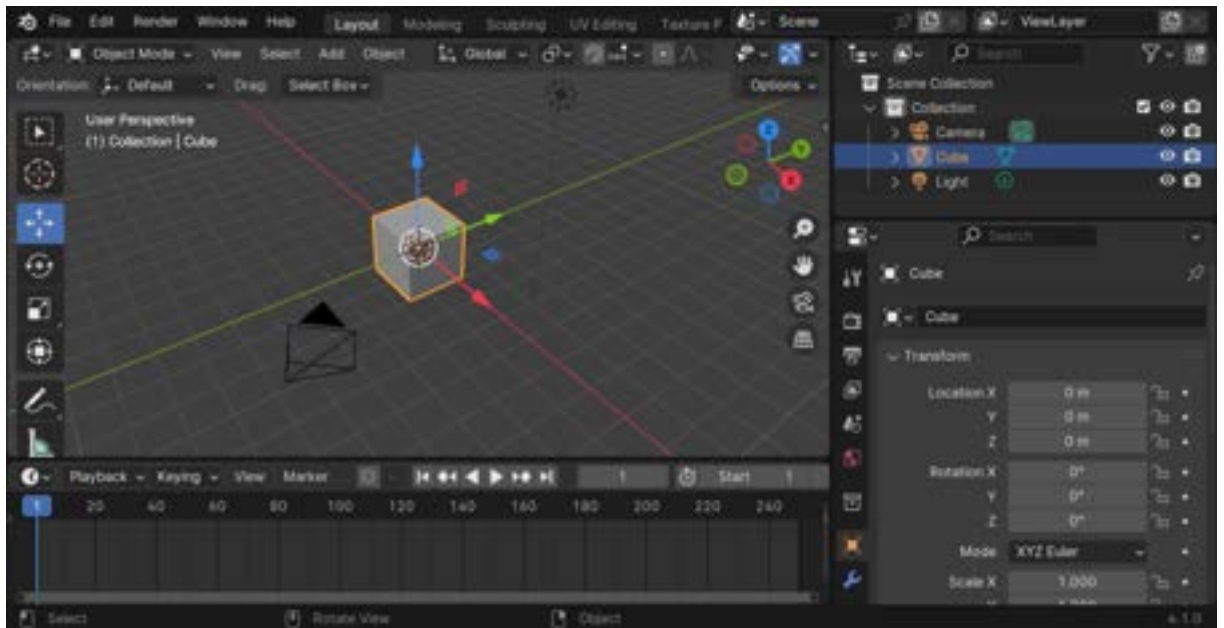 File Edit Render Window Help Layout Modeling Sculpting UV Editing Texture P Scene ViewLayer
Object Mode View Select Add Object Global
Orientation: Default Drag: Select Box Options
User Perspective
(1) Collection | Cube
X
Y
Z
Search
Scene Collection
Collection
Camera
Cube
Light
Search
Cube
Cube
Transform
Location X 0 m
Y 0 m
Z 0 m
Rotation X 0°
Y 0°
Z 0°
Mode XYZ Euler
Scale X 1.000
Playback Keying View Marker 1 Start 1
1 20 40 60 80 100 120 140 160 180 200 220 240
Select Rotate View Object 4.1.0